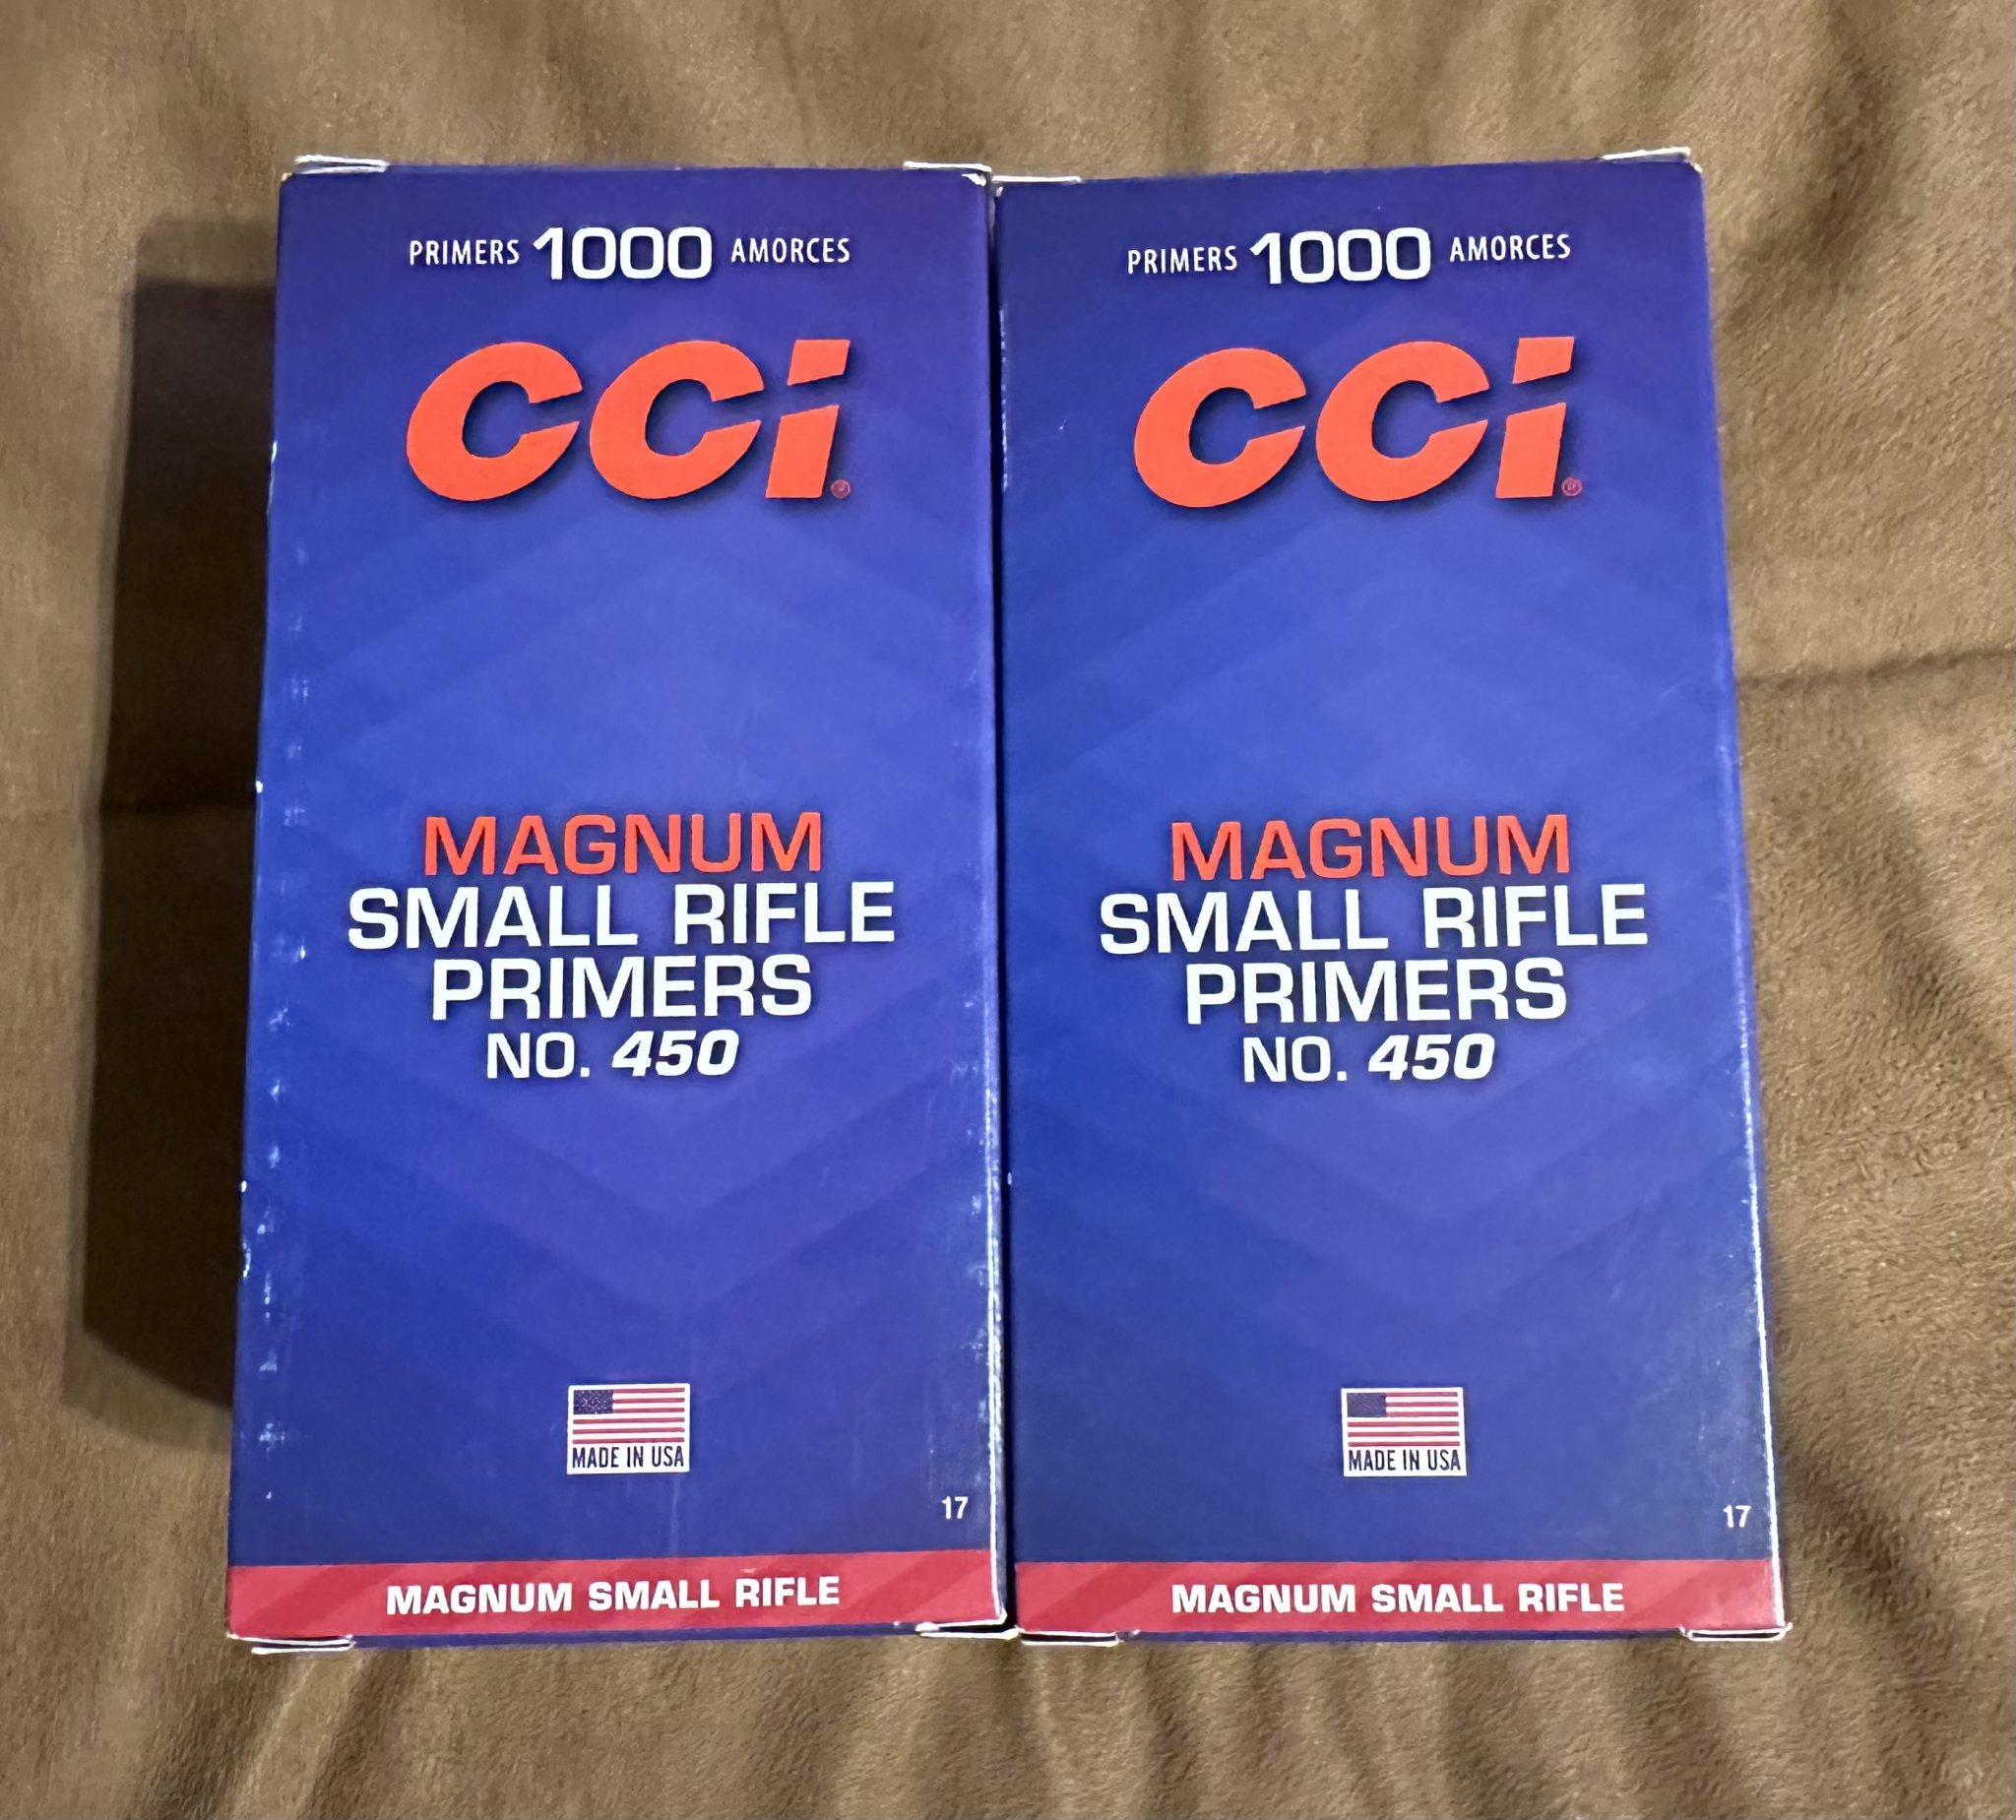 PRIMERS 1000 AMORCES
CCI®
MAGNUM
SMALL RIFLE
PRIMERS
NO. 450
MADE IN USA
17
MAGNUM SMALL RIFLE
PRIMERS 1000 AMORCES
CCI®
MAGNUM
SMALL RIFLE
PRIMERS
NO. 450
MADE IN USA
17
MAGNUM SMALL RIFLE